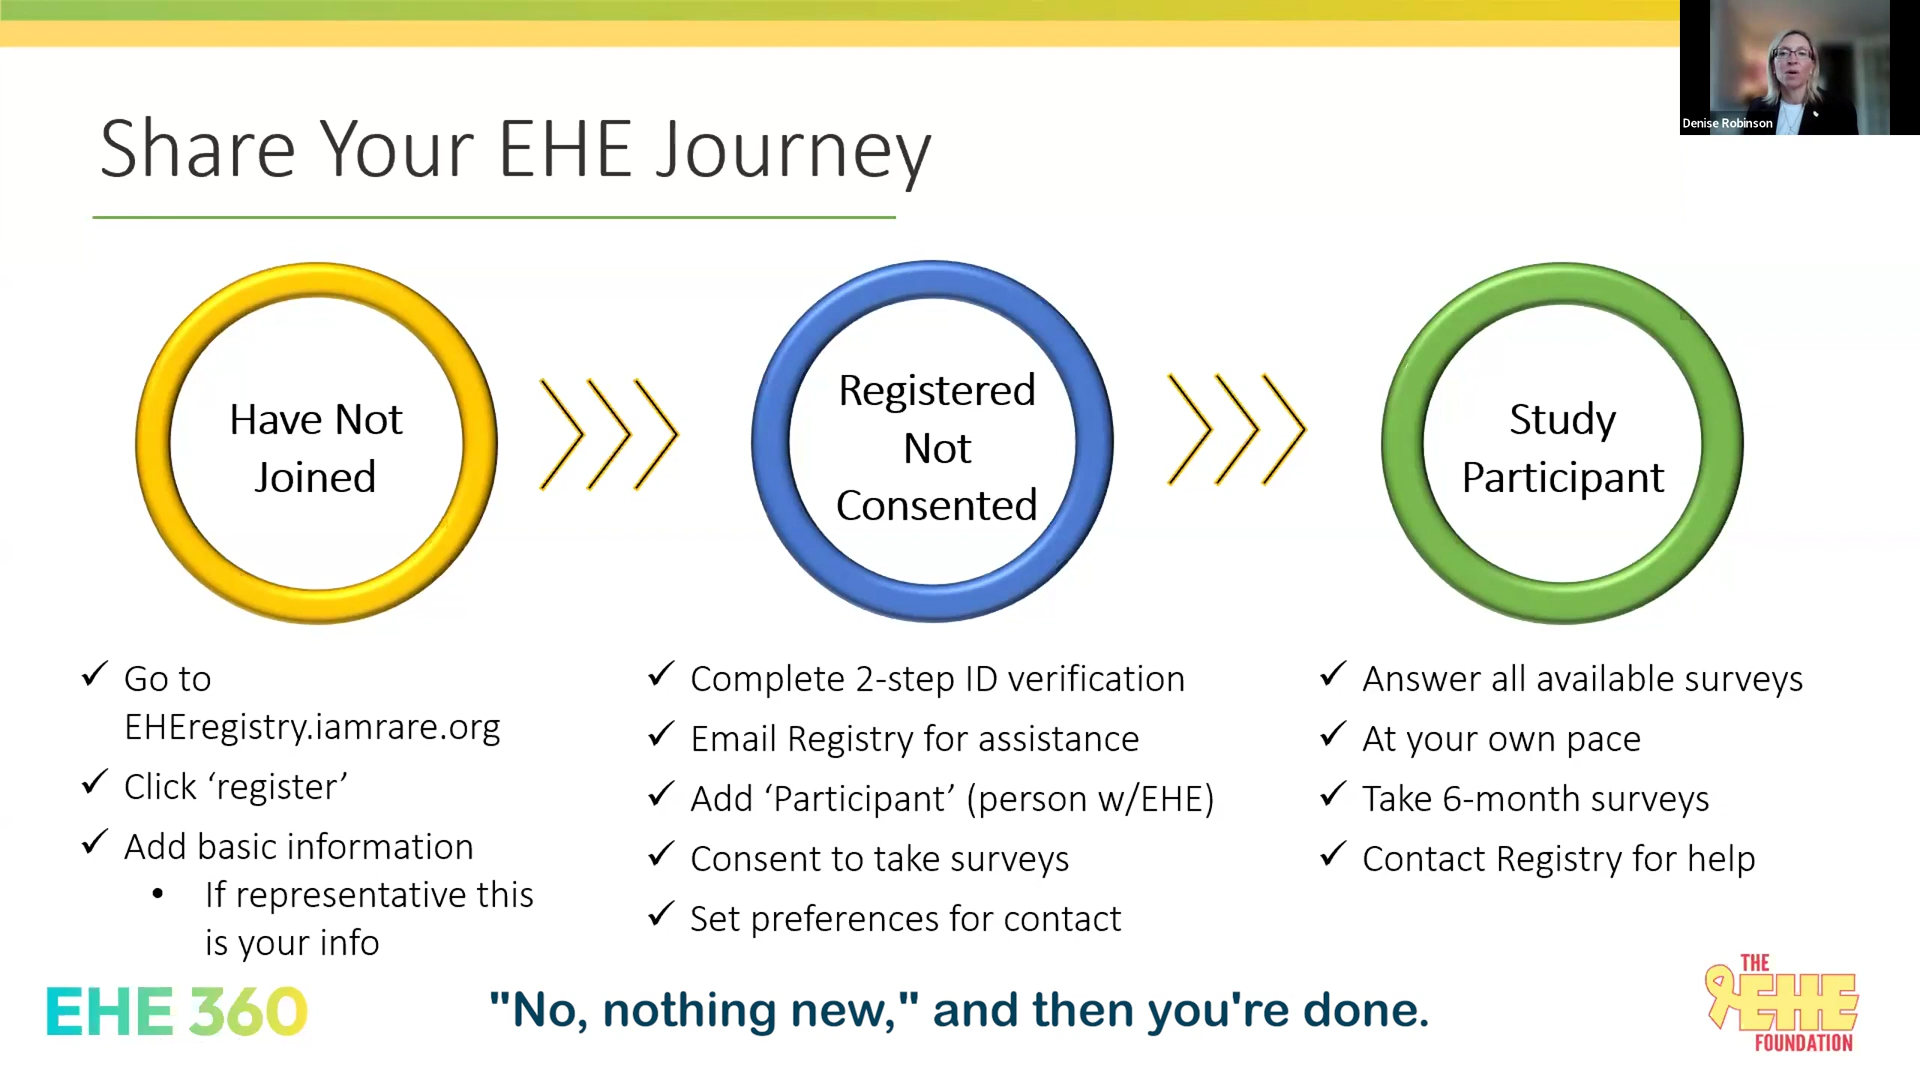 Denise Robinson
Share Your EHE Journey
Have Not
Joined
Registered
Not
Consented
Study
Participant
✓ Go to
EHEregistry.iamrare.org
✓ Click ‘register’
✓ Add basic information
• If representative this
is your info
✓ Complete 2-step ID verification
✓ Email Registry for assistance
✓ Add ‘Participant’ (person w/EHE)
✓ Consent to take surveys
✓ Set preferences for contact
✓ Answer all available surveys
✓ At your own pace
✓ Take 6-month surveys
✓ Contact Registry for help
EHE 360
"No, nothing new," and then you're done.
THE
EHE
FOUNDATION